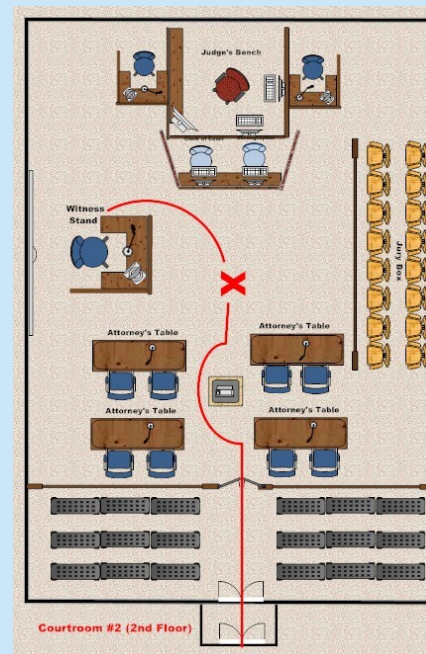 Judge's Bench
Witness
Stand
Jury Box
X
Attorney's Table
Attorney's Table
Attorney's Table
Attorney's Table
Courtroom #2 (2nd Floor)